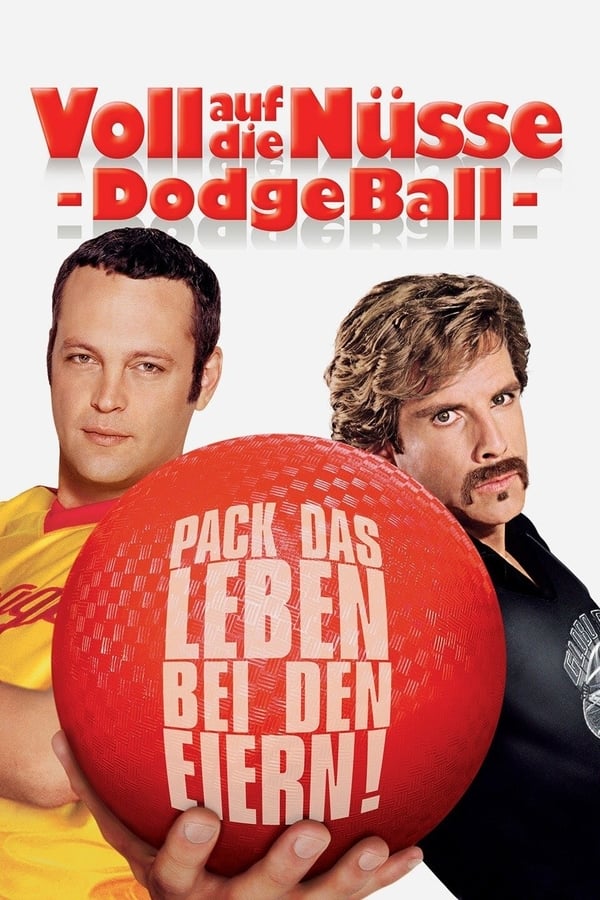 Voll auf die Nüsse
- DodgeBall -
PACK DAS
LEBEN
BEI DEN
EIERN!